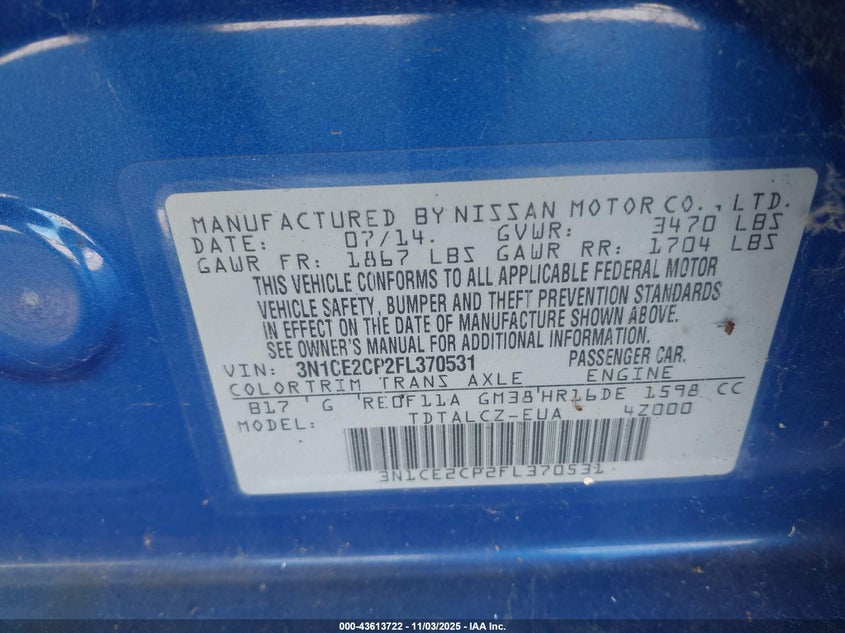 MANUFACTURED BY NISSAN MOTOR CO., LTD.
DATE: 07/14. GVWR: 3470 LBS
GAWR FR: 1867 LBS GAWR RR: 1704 LBS
THIS VEHICLE CONFORMS TO ALL APPLICABLE FEDERAL MOTOR
VEHICLE SAFETY, BUMPER AND THEFT PREVENTION STANDARDS
IN EFFECT ON THE DATE OF MANUFACTURE SHOWN ABOVE.
SEE OWNER'S MANUAL FOR ADDITIONAL INFORMATION.
VIN: 3N1CE2CP2FL370531 PASSENGER CAR.
COLOR TRIM TRANS AXLE ENGINE
B17 G RE0F11A GM38 HR16DE 1598 CC
MODEL: TDTALCZ-EUA 4Z000
3N1CE2CP2FL370531
000-43613722 - 11/03/2025 - IAA Inc.